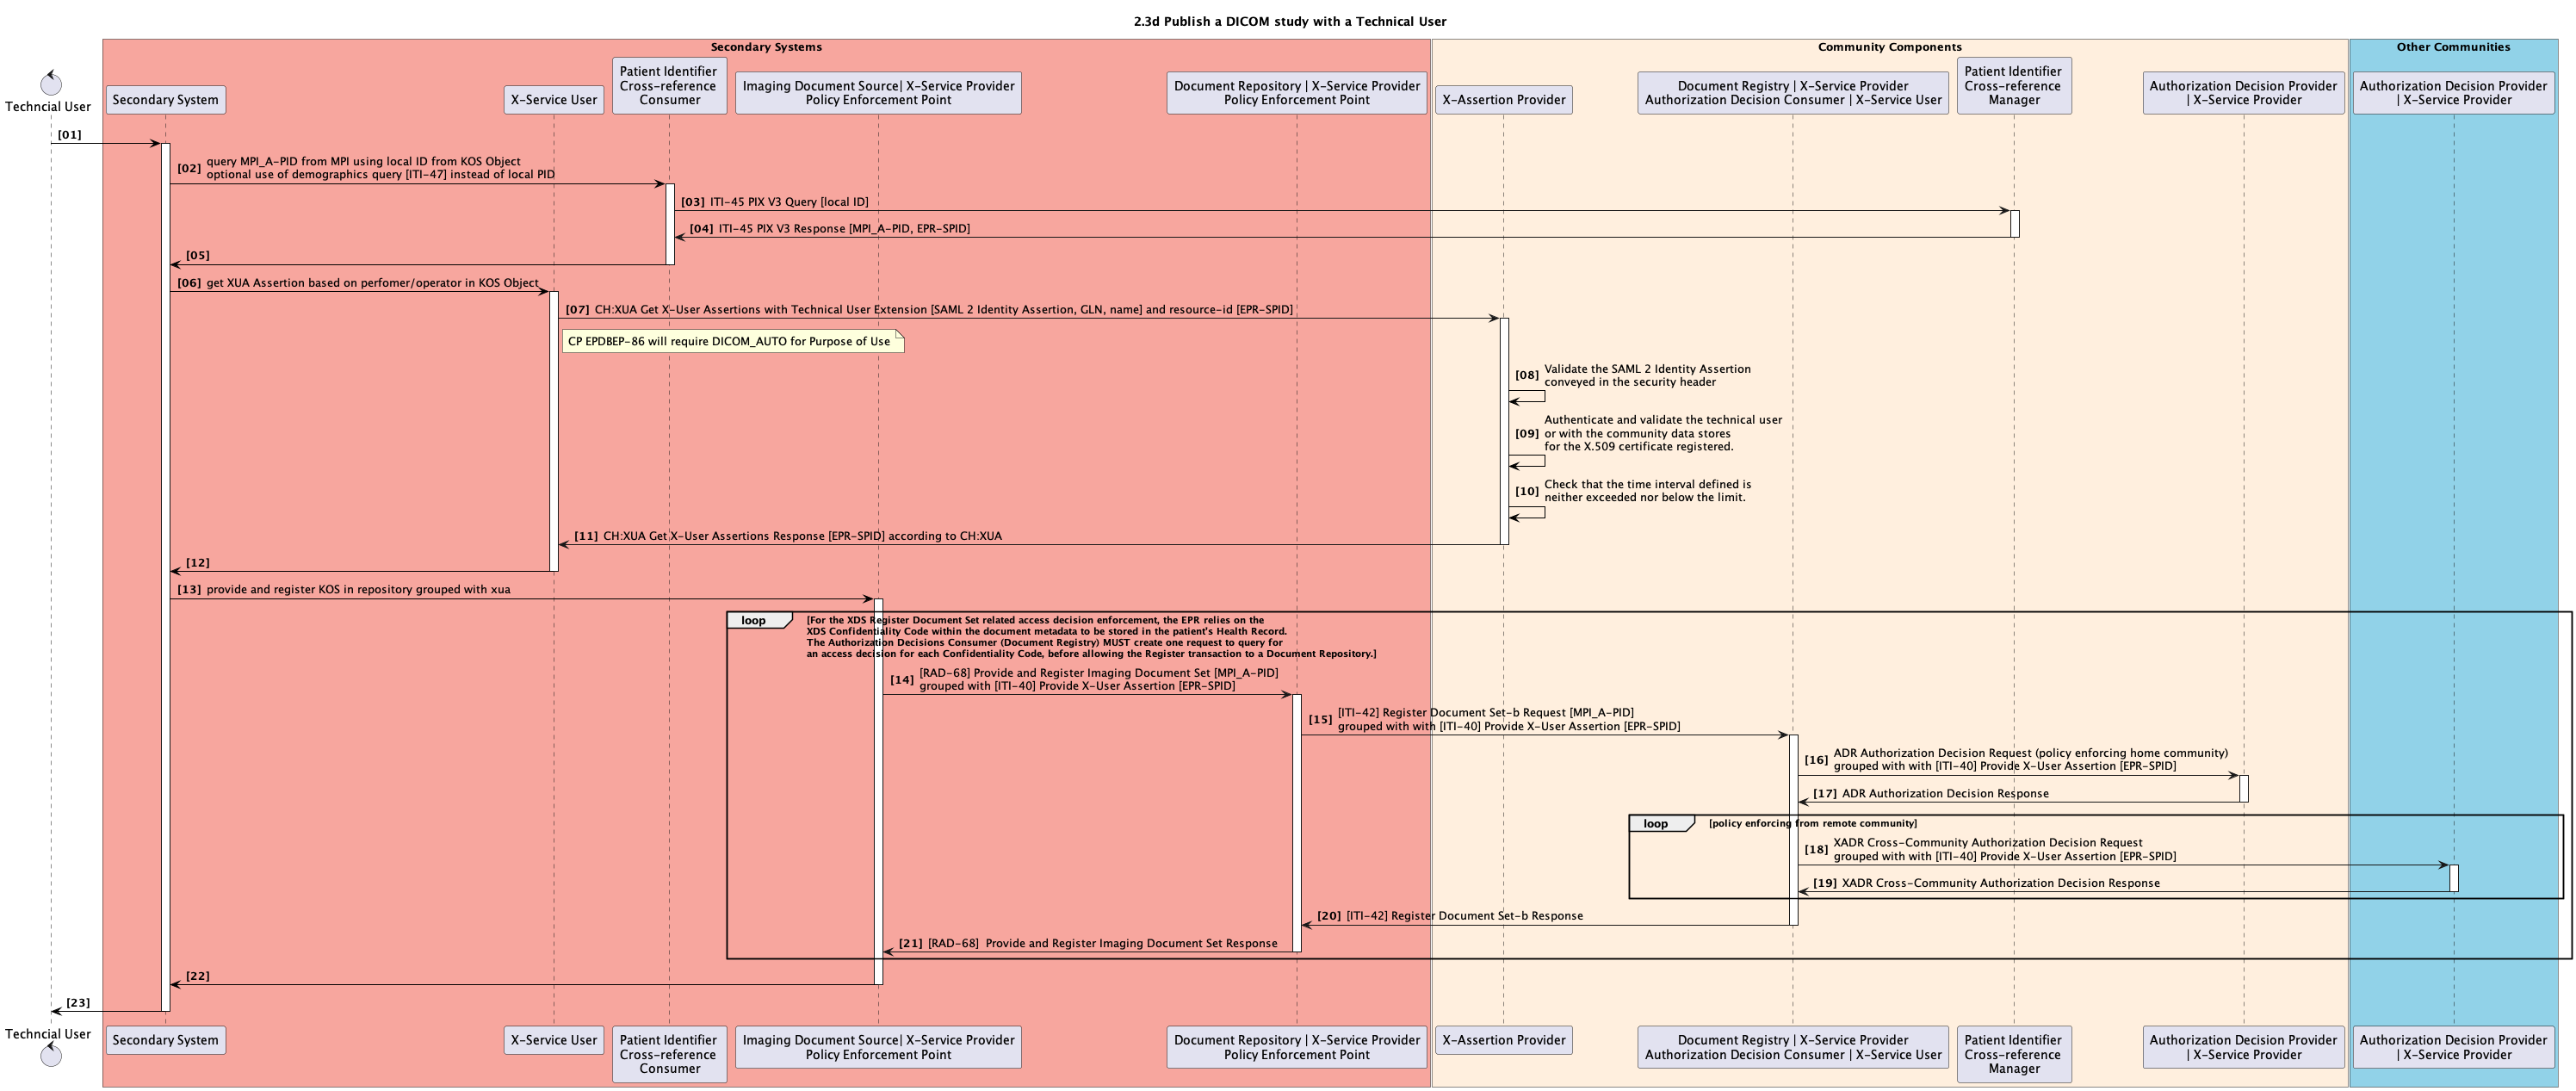 2.3d Publish a DICOM study with a Technical User
Secondary Systems
Community Components
Other Communities
Techncial User
Secondary System
X-Service User
Patient Identifier
Cross-reference
Consumer
Imaging Document Source| X-Service Provider
Policy Enforcement Point
Document Repository | X-Service Provider
Policy Enforcement Point
X-Assertion Provider
Document Registry | X-Service Provider
Authorization Decision Consumer | X-Service User
Patient Identifier
Cross-reference
Manager
Authorization Decision Provider
| X-Service Provider
Authorization Decision Provider
| X-Service Provider
[01]
[02] query MPI_A-PID from MPI using local ID from KOS Object
optional use of demographics query [ITI-47] instead of local PID
[03] ITI-45 PIX V3 Query [local ID]
[04] ITI-45 PIX V3 Response [MPI_A-PID, EPR-SPID]
[05]
[06] get XUA Assertion based on perfomer/operator in KOS Object
[07] CH:XUA Get X-User Assertions with Technical User Extension [SAML 2 Identity Assertion, GLN, name] and resource-id [EPR-SPID]
CP EPDBEP-86 will require DICOM_AUTO for Purpose of Use
[08] Validate the SAML 2 Identity Assertion
conveyed in the security header
[09] Authenticate and validate the technical user
or with the community data stores
for the X.509 certificate registered.
[10] Check that the time interval defined is
neither exceeded nor below the limit.
[11] CH:XUA Get X-User Assertions Response [EPR-SPID] according to CH:XUA
[12]
[13] provide and register KOS in repository grouped with xua
loop [For the XDS Register Document Set related access decision enforcement, the EPR relies on the
XDS Confidentiality Code within the document metadata to be stored in the patient's Health Record.
The Authorization Decisions Consumer (Document Registry) MUST create one request to query for
an access decision for each Confidentiality Code, before allowing the Register transaction to a Document Repository.]
[14] [RAD-68] Provide and Register Imaging Document Set [MPI_A-PID]
grouped with [ITI-40] Provide X-User Assertion [EPR-SPID]
[15] [ITI-42] Register Document Set-b Request [MPI_A-PID]
grouped with with [ITI-40] Provide X-User Assertion [EPR-SPID]
[16] ADR Authorization Decision Request (policy enforcing home community)
grouped with with [ITI-40] Provide X-User Assertion [EPR-SPID]
[17] ADR Authorization Decision Response
loop [policy enforcing from remote community]
[18] XADR Cross-Community Authorization Decision Request
grouped with with [ITI-40] Provide X-User Assertion [EPR-SPID]
[19] XADR Cross-Community Authorization Decision Response
[20] [ITI-42] Register Document Set-b Response
[21] [RAD-68] Provide and Register Imaging Document Set Response
[22]
[23]
Techncial User
Secondary System
X-Service User
Patient Identifier
Cross-reference
Consumer
Imaging Document Source| X-Service Provider
Policy Enforcement Point
Document Repository | X-Service Provider
Policy Enforcement Point
X-Assertion Provider
Document Registry | X-Service Provider
Authorization Decision Consumer | X-Service User
Patient Identifier
Cross-reference
Manager
Authorization Decision Provider
| X-Service Provider
Authorization Decision Provider
| X-Service Provider